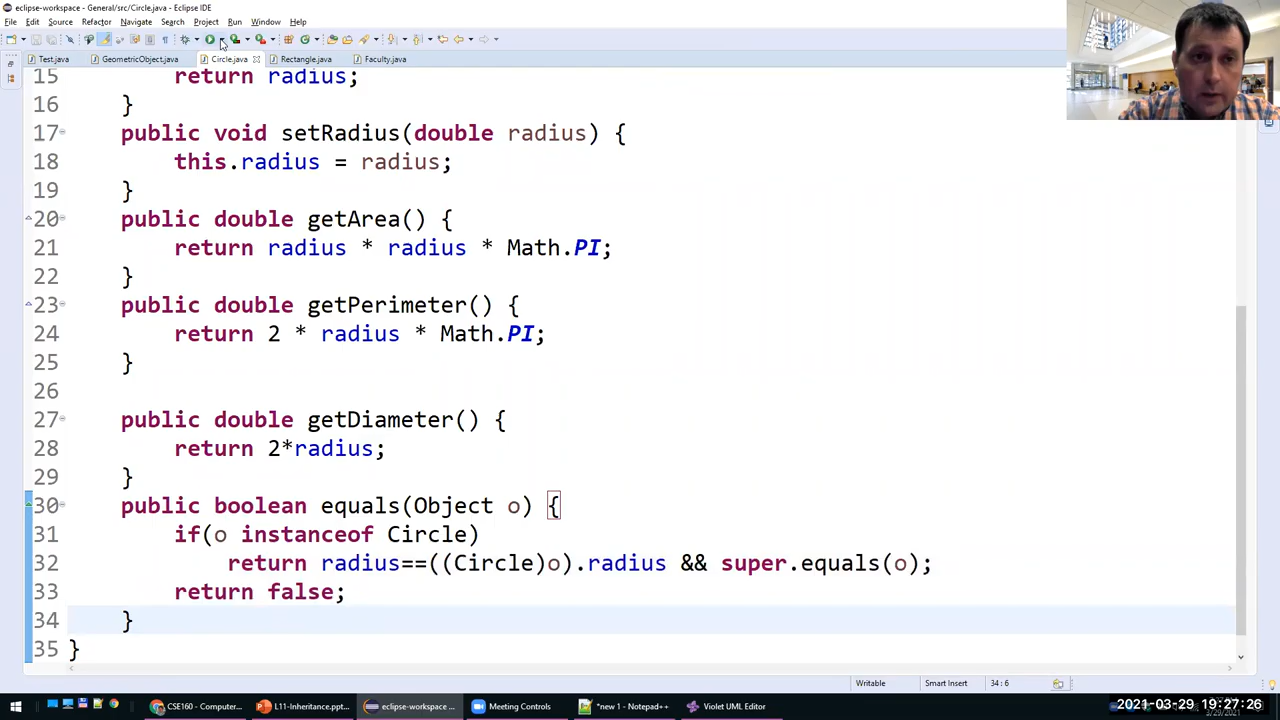 eclipse-workspace - General/src/Circle.java - Eclipse IDE
File Edit Source Refactor Navigate Search Project Run Window Help
Test.java GeometricObject.java Circle.java Rectangle.java Faculty.java
15 return radius;
16 }
17 public void setRadius(double radius) {
18 this.radius = radius;
19 }
20 public double getArea() {
21 return radius * radius * Math.PI;
22 }
23 public double getPerimeter() {
24 return 2 * radius * Math.PI;
25 }
26
27 public double getDiameter() {
28 return 2*radius;
29 }
30 public boolean equals(Object o) {
31 if(o instanceof Circle)
32 return radius==((Circle)o).radius && super.equals(o);
33 return false;
34 }
35 }
Writable Smart Insert 34 : 6
CSE160 - Computer... L11-Inheritance.ppt... eclipse-workspace ... Meeting Controls *new 1 - Notepad++ Violet UML Editor 2021-03-29 19:27:26